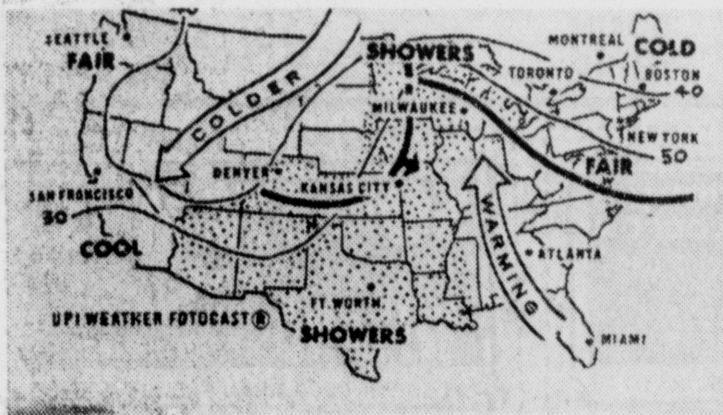 SEATTLE
FAIR
COLDER
SHOWERS
MONTREAL
COLD
TORONTO
BOSTON
40
MILWAUKEE
NEW YORK
50
FAIR
DENVER
KANSAS CITY
SAN FRANCISCO
50
COOL
WARMING
ATLANTA
FT. WORTH
UPI WEATHER FOTOCAST ®
SHOWERS
MIAMI